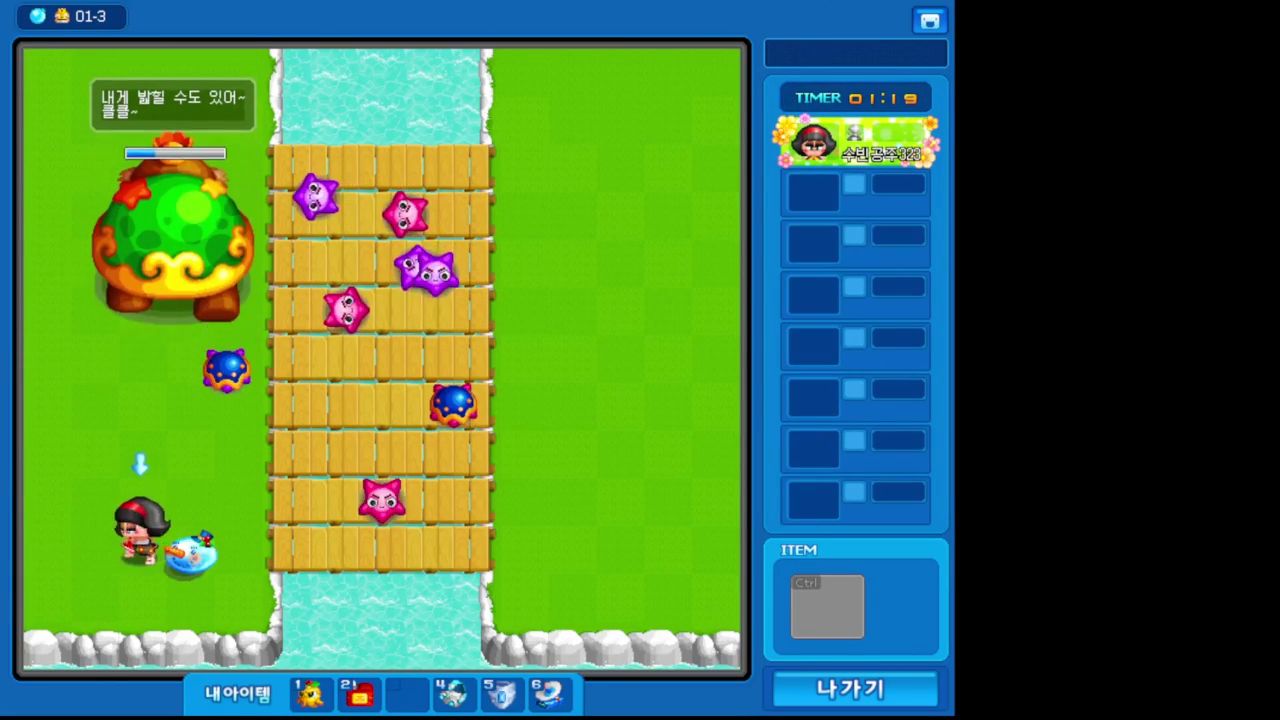 01-3
내게 밟힐 수도 있어~
클클~
TIMER 01:19
수빈공주323
ITEM
Ctrl
내아이템
1
2
4
5
6
나가기